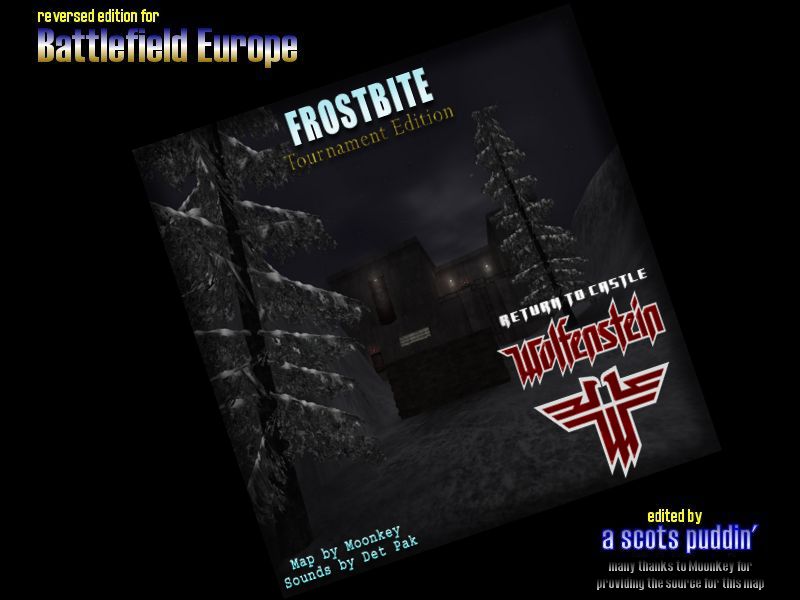 reversed edition for
Battlefield Europe
FROSTBITE
Tournament Edition
RETURN TO CASTLE
Wolfenstein
Map by Moonkey
Sounds by Det Pak
edited by
a scots puddin'
many thanks to MoonKey for
providing the source for this map